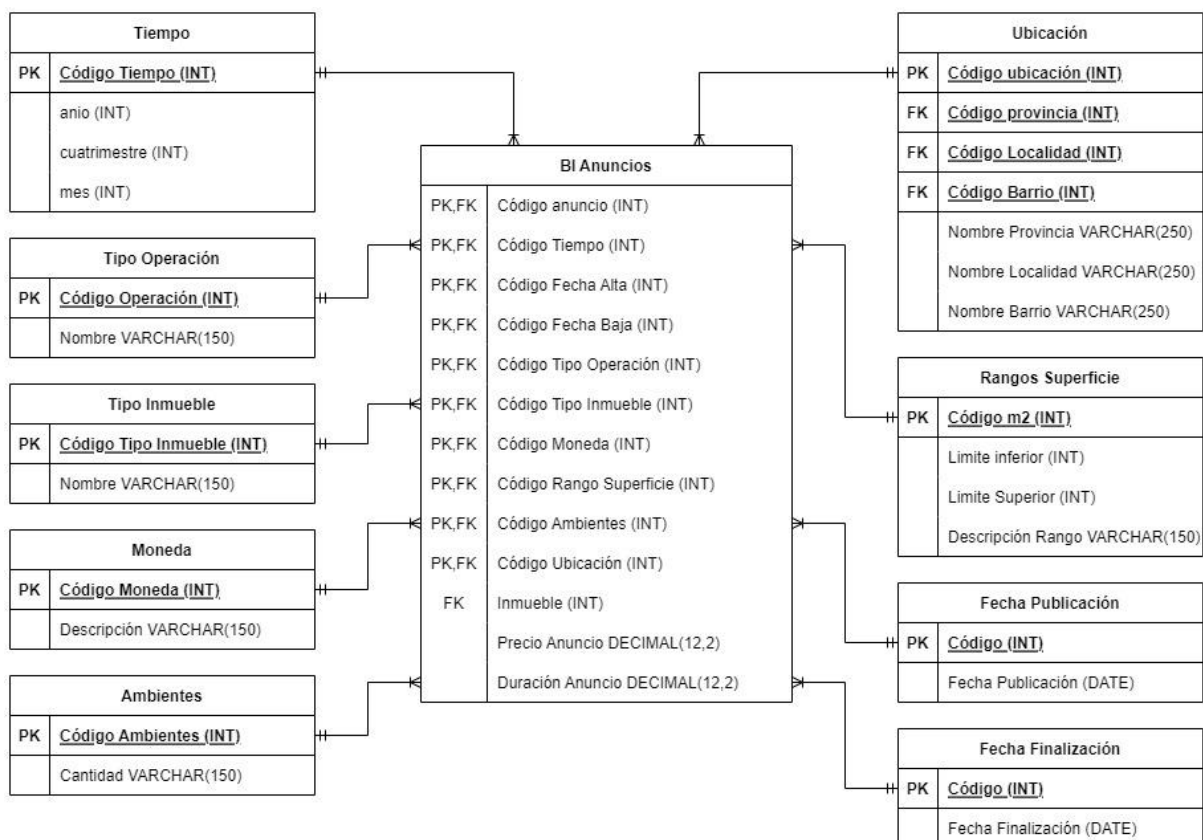 Tiempo
PK Código Tiempo (INT)
anio (INT)
cuatrimestre (INT)
mes (INT)
Tipo Operación
PK Código Operación (INT)
Nombre VARCHAR(150)
Tipo Inmueble
PK Código Tipo Inmueble (INT)
Nombre VARCHAR(150)
Moneda
PK Código Moneda (INT)
Descripción VARCHAR(150)
Ambientes
PK Código Ambientes (INT)
Cantidad VARCHAR(150)
BI Anuncios
PK,FK Código anuncio (INT)
PK,FK Código Tiempo (INT)
PK,FK Código Fecha Alta (INT)
PK,FK Código Fecha Baja (INT)
PK,FK Código Tipo Operación (INT)
PK,FK Código Tipo Inmueble (INT)
PK,FK Código Moneda (INT)
PK,FK Código Rango Superficie (INT)
PK,FK Código Ambientes (INT)
PK,FK Código Ubicación (INT)
FK Inmueble (INT)
Precio Anuncio DECIMAL(12,2)
Duración Anuncio DECIMAL(12,2)
Ubicación
PK Código ubicación (INT)
FK Código provincia (INT)
FK Código Localidad (INT)
FK Código Barrio (INT)
Nombre Provincia VARCHAR(250)
Nombre Localidad VARCHAR(250)
Nombre Barrio VARCHAR(250)
Rangos Superficie
PK Código m2 (INT)
Limite inferior (INT)
Limite Superior (INT)
Descripción Rango VARCHAR(150)
Fecha Publicación
PK Código (INT)
Fecha Publicación (DATE)
Fecha Finalización
PK Código (INT)
Fecha Finalización (DATE)